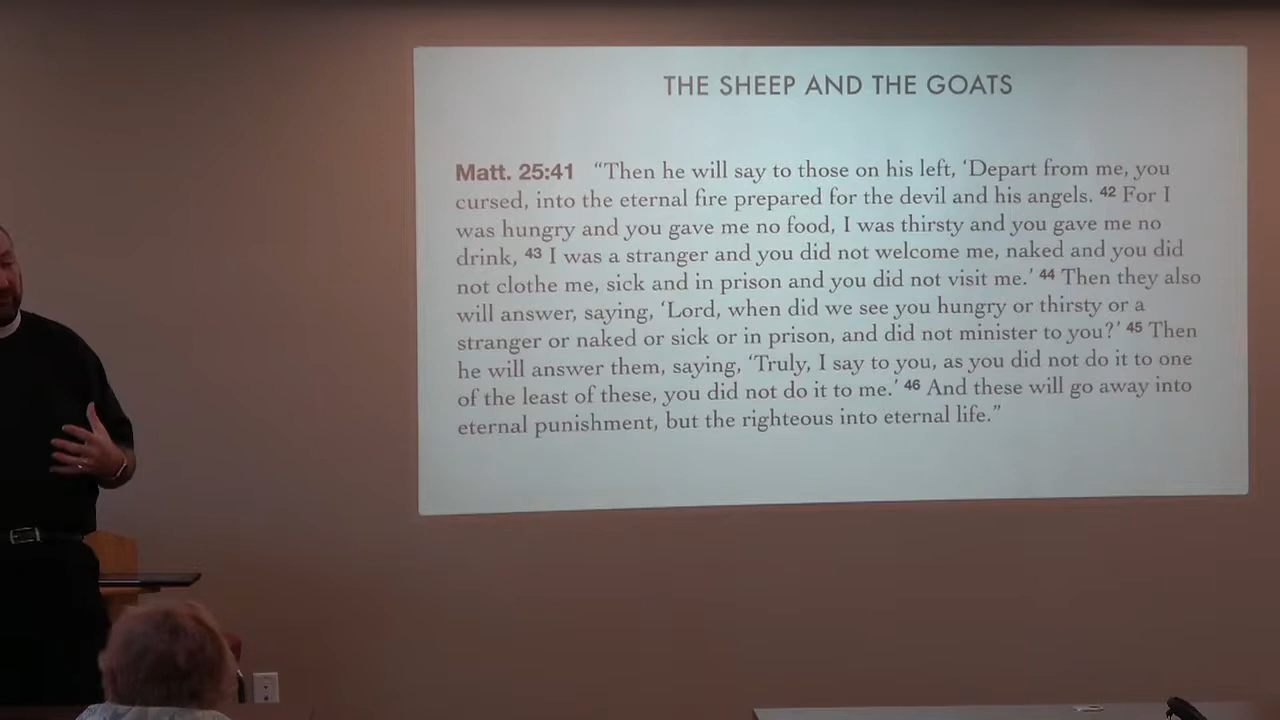 THE SHEEP AND THE GOATS
Matt. 25:41 “Then he will say to those on his left, ‘Depart from me, you
cursed, into the eternal fire prepared for the devil and his angels. 42 For I
was hungry and you gave me no food, I was thirsty and you gave me no
drink, 43 I was a stranger and you did not welcome me, naked and you did
not clothe me, sick and in prison and you did not visit me.’ 44 Then they also
will answer, saying, ‘Lord, when did we see you hungry or thirsty or a
stranger or naked or sick or in prison, and did not minister to you?’ 45 Then
he will answer them, saying, ‘Truly, I say to you, as you did not do it to one
of the least of these, you did not do it to me.’ 46 And these will go away into
eternal punishment, but the righteous into eternal life.”